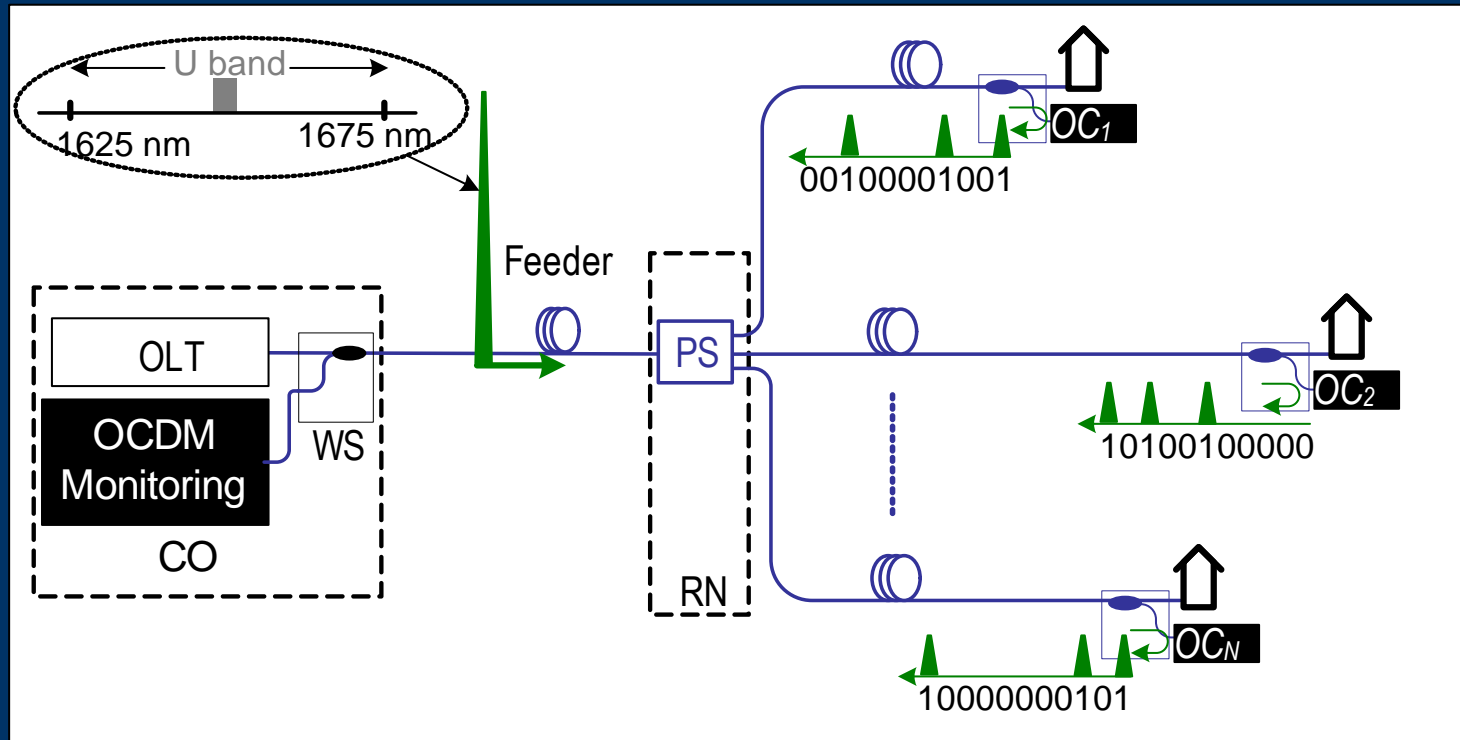 U band
1625 nm
1675 nm
Feeder
OLT
OCDM
Monitoring
WS
CO
PS
RN
OC1
00100001001
OC2
10100100000
OCN
10000000101